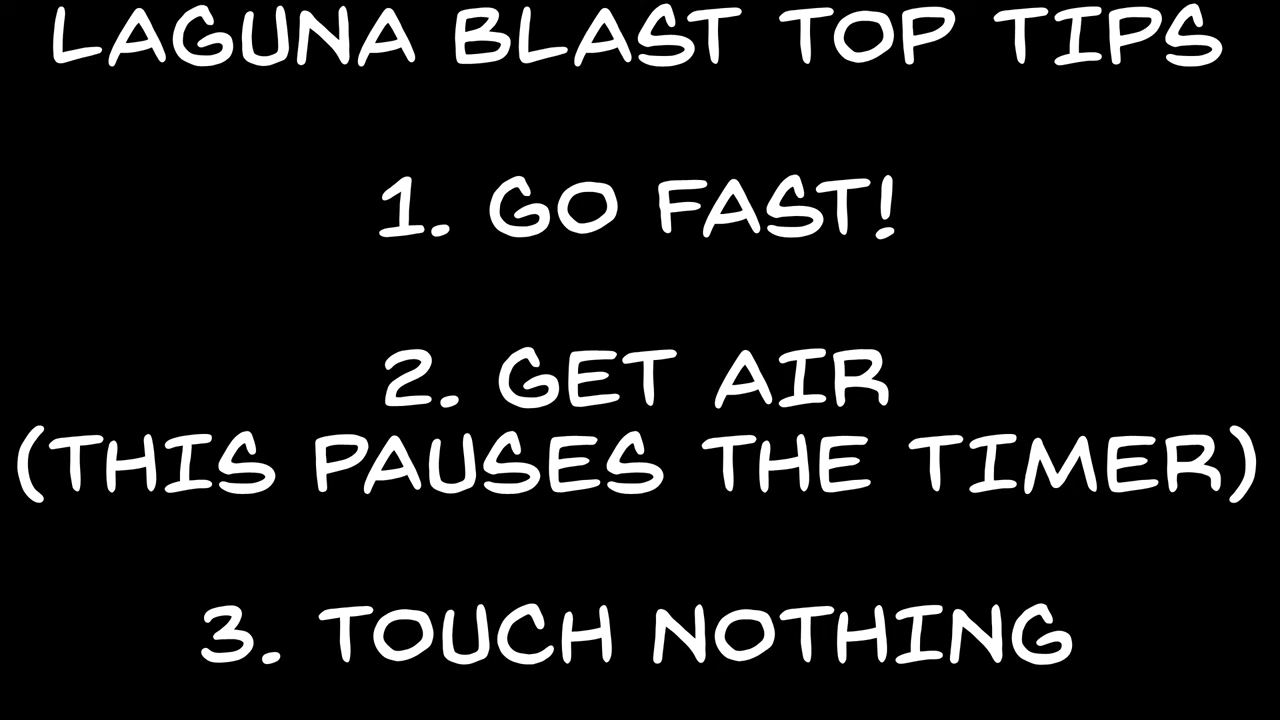 LAGUNA BLAST TOP TIPS
1. GO FAST!
2. GET AIR
(THIS PAUSES THE TIMER)
3. TOUCH NOTHING